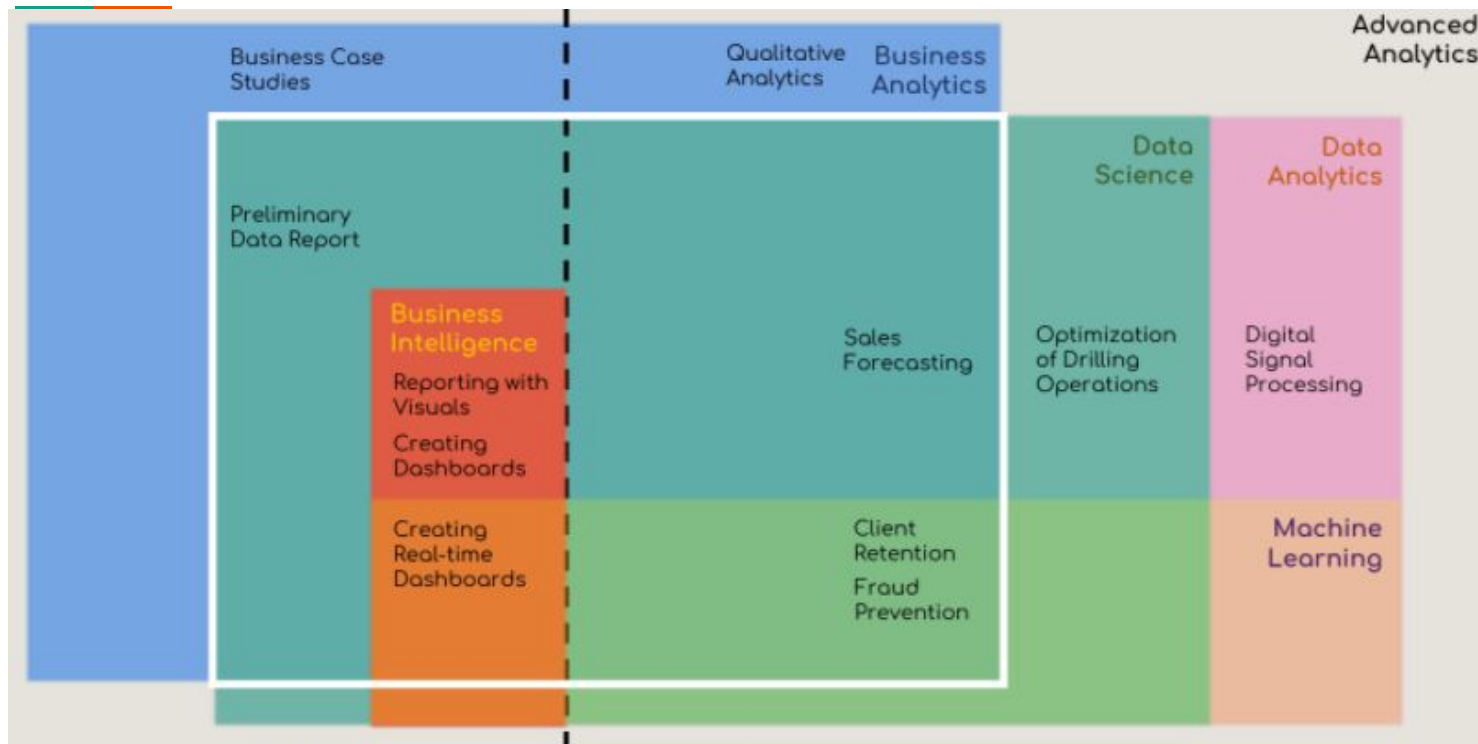 Advanced
Analytics
Business Case
Studies
Qualitative
Analytics
Business
Analytics
Data
Science
Data
Analytics
Preliminary
Data Report
Business
Intelligence
Reporting with
Visuals
Creating
Dashboards
Sales
Forecasting
Optimization
of Drilling
Operations
Digital
Signal
Processing
Creating
Real-time
Dashboards
Client
Retention
Fraud
Prevention
Machine
Learning